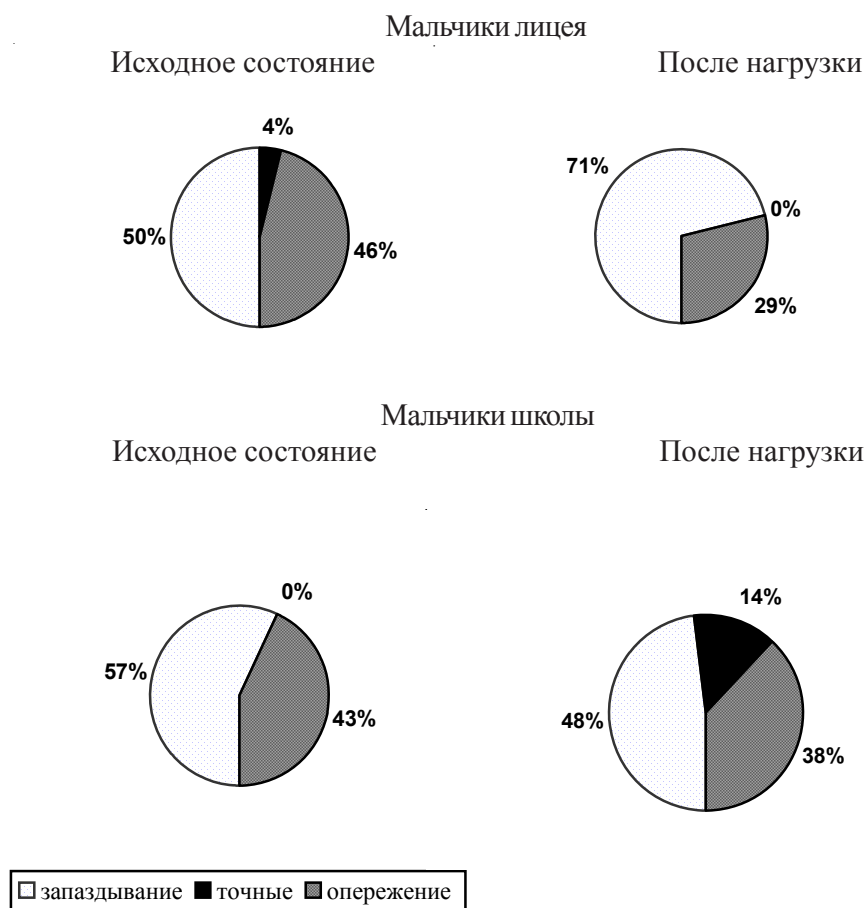 Мальчики лицея
Исходное состояние После нагрузки
4%
50%
46%
71%
0%
29%
Мальчики школы
Исходное состояние После нагрузки
0%
57%
43%
14%
48%
38%
запаздывание точные опережение